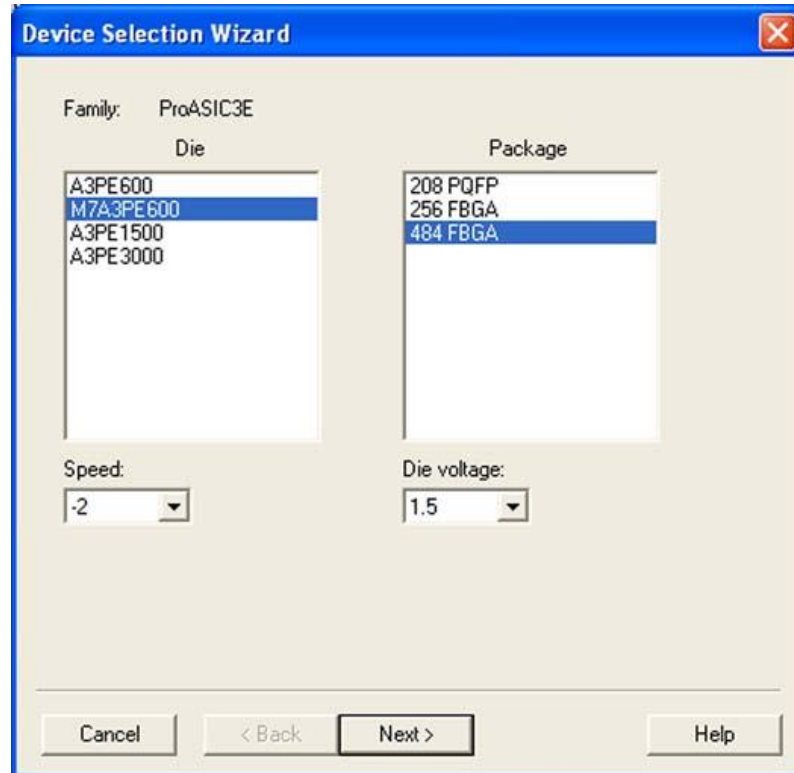 Device Selection Wizard
Family: ProASIC3E
Die
Package
A3PE600
M7A3PE600
A3PE1500
A3PE3000
208 PQFP
256 FBGA
484 FBGA
Speed:
Die voltage:
-2
1.5
Cancel
< Back
Next >
Help